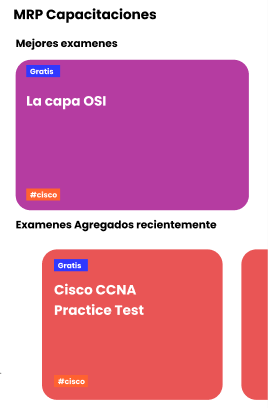 MRP Capacitaciones
Mejores examenes
Gratis
La capa OSI
#cisco
Examenes Agregados recientemente
Gratis
Cisco CCNA
Practice Test
#cisco